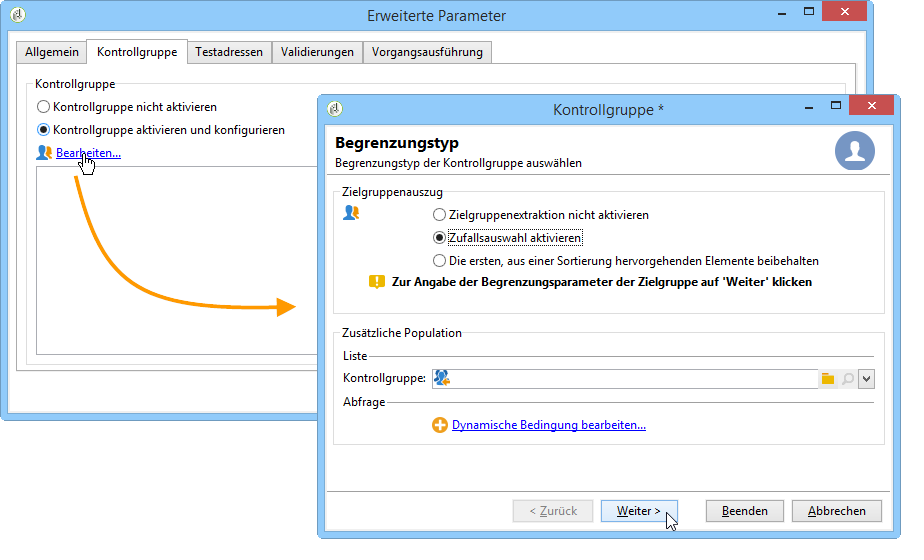 Erweiterte Parameter
Allgemein Kontrollgruppe Testadressen Validierungen Vorgangsausführung
Kontrollgruppe
Kontrollgruppe nicht aktivieren
Kontrollgruppe aktivieren und konfigurieren
Bearbeiten...
Kontrollgruppe *
Begrenzungstyp
Begrenzungstyp der Kontrollgruppe auswählen
Zielgruppenauszug
Zielgruppenextraktion nicht aktivieren
Zufallsauswahl aktivieren
Die ersten, aus einer Sortierung hervorgehenden Elemente beibehalten
Zur Angabe der Begrenzungsparameter der Zielgruppe auf 'Weiter' klicken
Zusätzliche Population
Liste
Kontrollgruppe:
Abfrage
Dynamische Bedingung bearbeiten...
< Zurück Weiter > Beenden Abbrechen